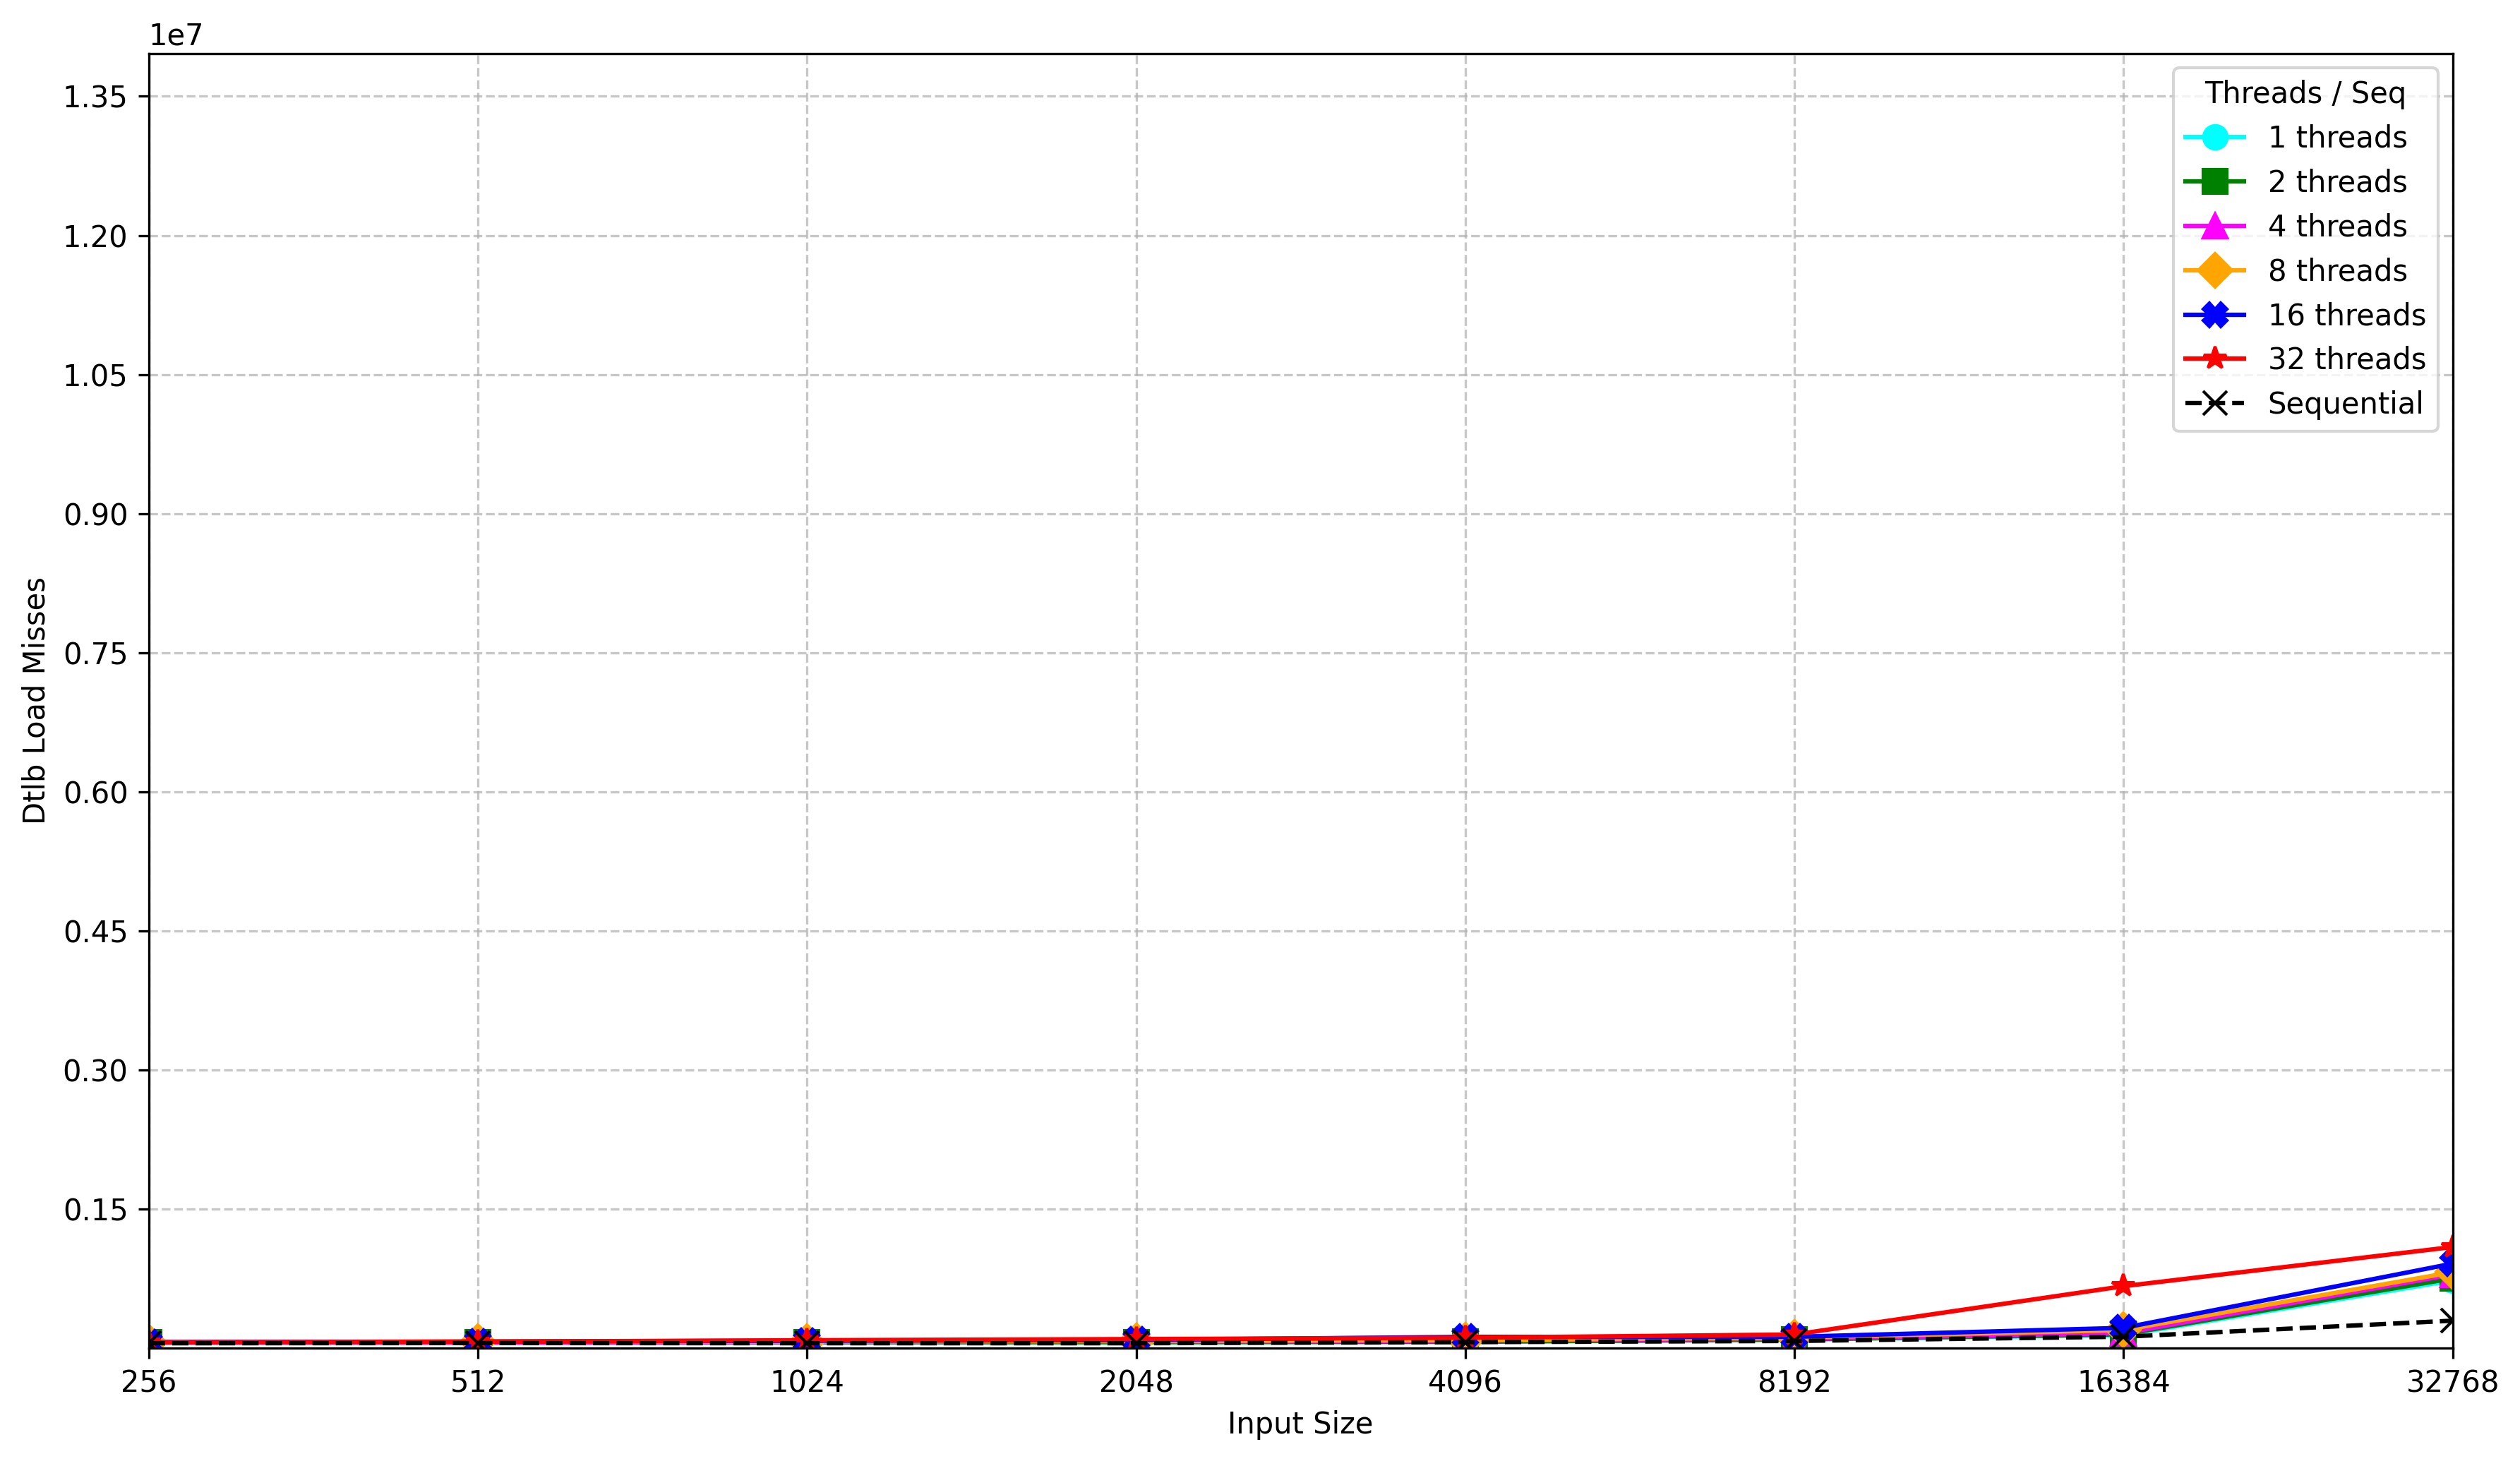 1e7
1.35
1.20
1.05
0.90
0.75
0.60
0.45
0.30
0.15
Dtlb Load Misses
Threads / Seq
1 threads
2 threads
4 threads
8 threads
16 threads
32 threads
Sequential
256 512 1024 2048 4096 8192 16384 32768
Input Size